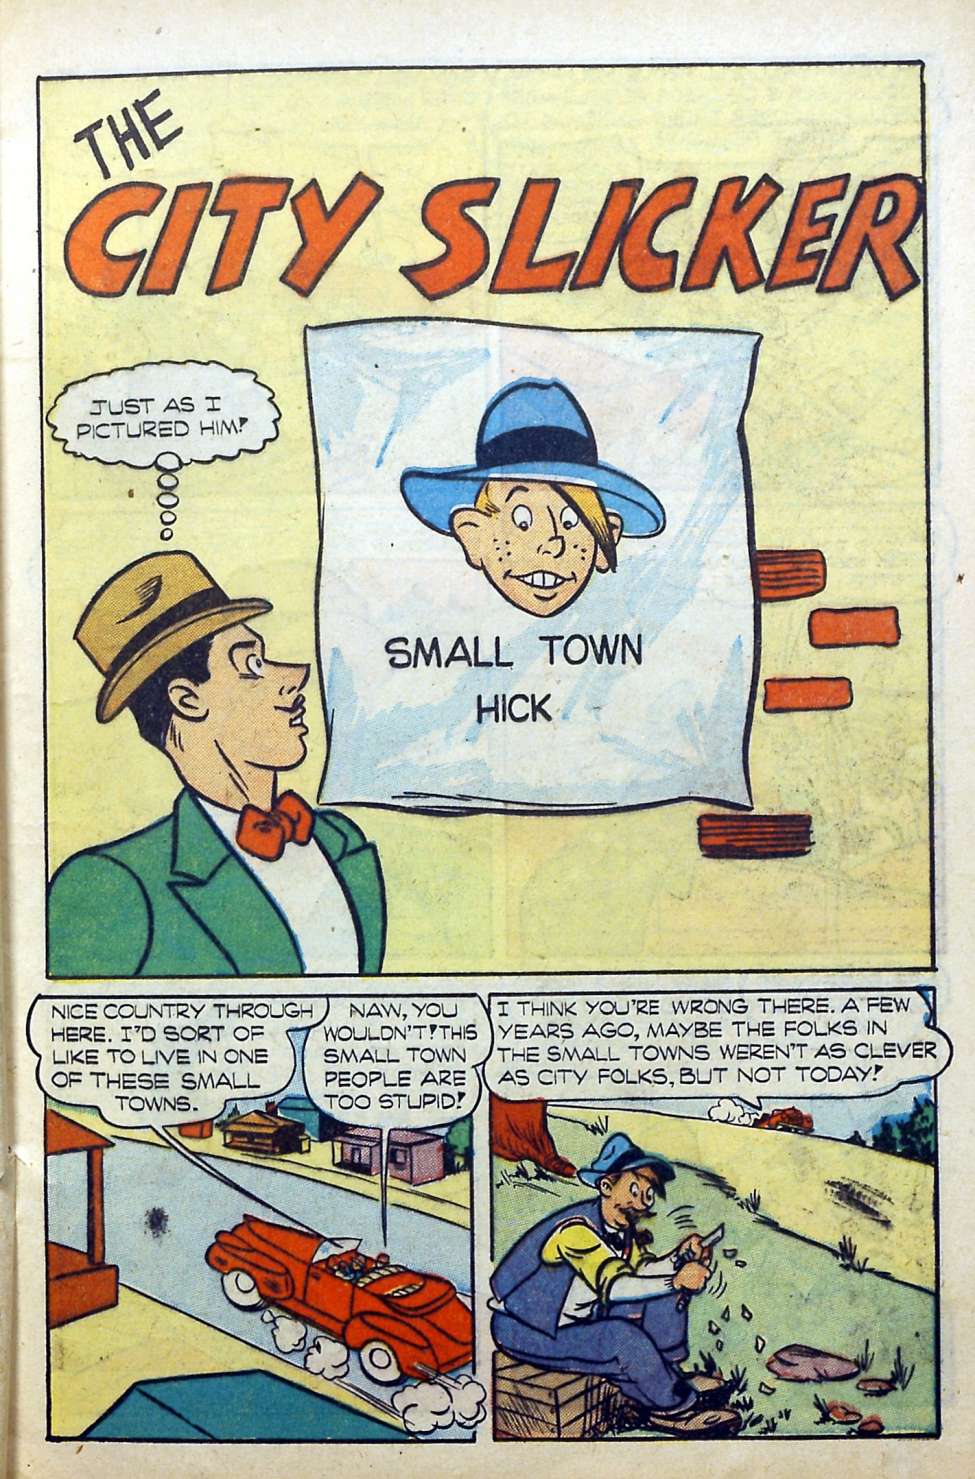 THE
CITY SLICKER
JUST AS I
PICTURED HIM!
SMALL TOWN
HICK
NICE COUNTRY THROUGH
HERE. I'D SORT OF
LIKE TO LIVE IN ONE
OF THESE SMALL
TOWNS.
NAW, YOU
WOULDN'T! THIS
SMALL TOWN
PEOPLE ARE
TOO STUPID!
I THINK YOU'RE WRONG THERE. A FEW
YEARS AGO, MAYBE THE FOLKS IN
THE SMALL TOWNS WEREN'T AS CLEVER
AS CITY FOLKS, BUT NOT TODAY!